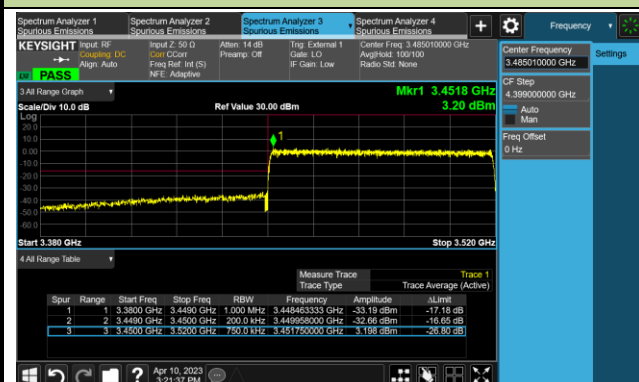 Spectrum Analyzer 1
Spurious Emissions
Spectrum Analyzer 2
Spurious Emissions
Spectrum Analyzer 3
Spurious Emissions
Spectrum Analyzer 4
Spurious Emissions
+
Frequency
KEYSIGHT
Input: RF
Coupling: DC
Align: Auto
Input Z: 50 Ω
Corr CCorr
Freq Ref: Int (S)
NFE: Adaptive
Atten: 14 dB
Preamp: Off
Trig: External 1
Gate: LO
IF Gain: Low
Center Freq: 3.485010000 GHz
Avg|Hold: 100/100
Radio Std: None
LM PASS
Center Frequency
3.485010000 GHz
Settings
CF Step
4.399000000 GHz
Auto
Man
Freq Offset
0 Hz
3 All Range Graph
Mkr1 3.4518 GHz
3.20 dBm
Scale/Div 10.0 dB
Ref Value 30.00 dBm
Log
20.0
10.0
0.00
-10.0
-20.0
-30.0
-40.0
-50.0
-60.0
1
Start 3.380 GHz
Stop 3.520 GHz
4 All Range Table
Measure Trace Trace 1
Trace Type Trace Average (Active)
Spur Range Start Freq Stop Freq RBW Frequency Amplitude ΔLimit
1 1 3.3800 GHz 3.4490 GHz 1.000 MHz 3.448463333 GHz -33.19 dBm -17.18 dB
2 2 3.4490 GHz 3.4500 GHz 200.0 kHz 3.449958000 GHz -32.66 dBm -16.65 dB
3 3 3.4500 GHz 3.5200 GHz 750.0 kHz 3.451750000 GHz 3.198 dBm -26.80 dB
?
Apr 10, 2023
3:21:37 PM